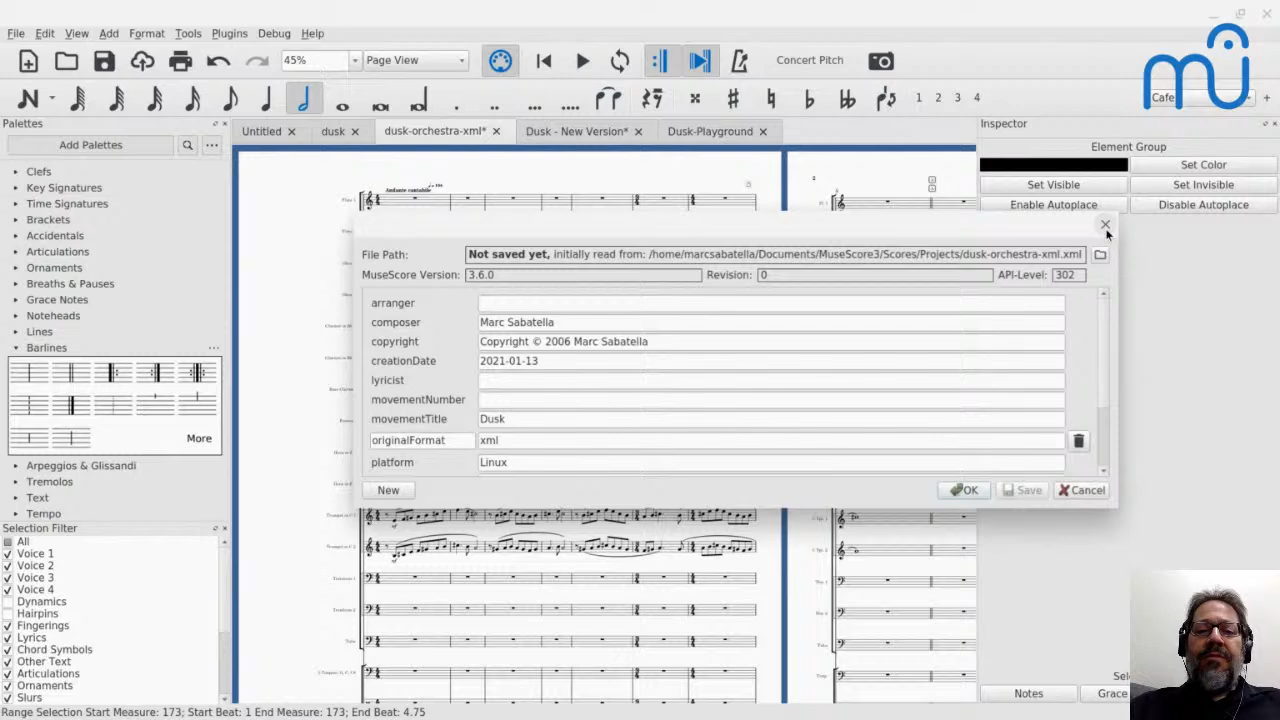 File Edit View Add Format Tools Plugins Debug Help
45% Page View Concert Pitch
1 2 3 4 Cafe +
Palettes
Add Palettes
Clefs
Key Signatures
Time Signatures
Brackets
Accidentals
Articulations
Ornaments
Breaths & Pauses
Grace Notes
Noteheads
Lines
Barlines
More
Arpeggios & Glissandi
Tremolos
Text
Tempo
Selection Filter
All
Voice 1
Voice 2
Voice 3
Voice 4
Dynamics
Hairpins
Fingerings
Lyrics
Chord Symbols
Other Text
Articulations
Ornaments
Slurs
Untitled dusk dusk-orchestra-xml* Dusk - New Version* Dusk-Playground
Andante cantabile
File Path: Not saved yet, initially read from: /home/marcsabatella/Documents/MuseScore3/Scores/Projects/dusk-orchestra-xml.xml
MuseScore Version: 3.6.0 Revision: 0 API-Level: 302
arranger
composer Marc Sabatella
copyright Copyright © 2006 Marc Sabatella
creationDate 2021-01-13
lyricist
movementNumber
movementTitle Dusk
originalFormat xml
platform Linux
New OK Save Cancel
Inspector
Element Group
Set Color
Set Visible Set Invisible
Enable Autoplace Disable Autoplace
Notes Grace
Range Selection Start Measure: 173; Start Beat: 1 End Measure: 173; End Beat: 4.75